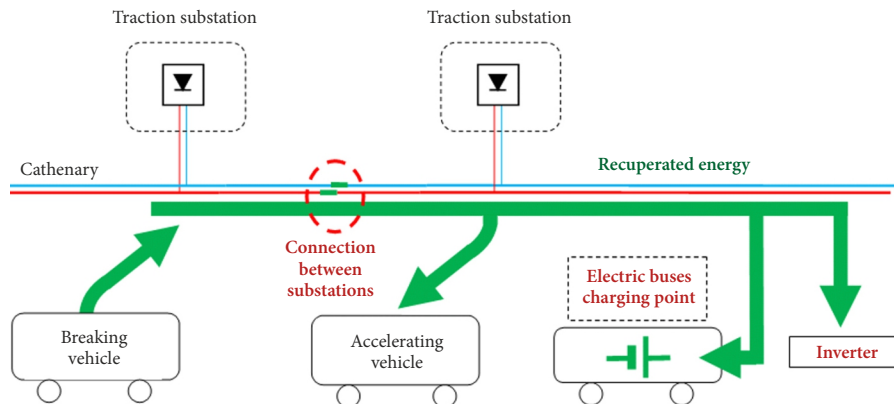 Traction substation
Traction substation
Cathenary
Recuperated energy
Connection
between
substations
Electric buses
charging point
Breaking
vehicle
Accelerating
vehicle
Inverter